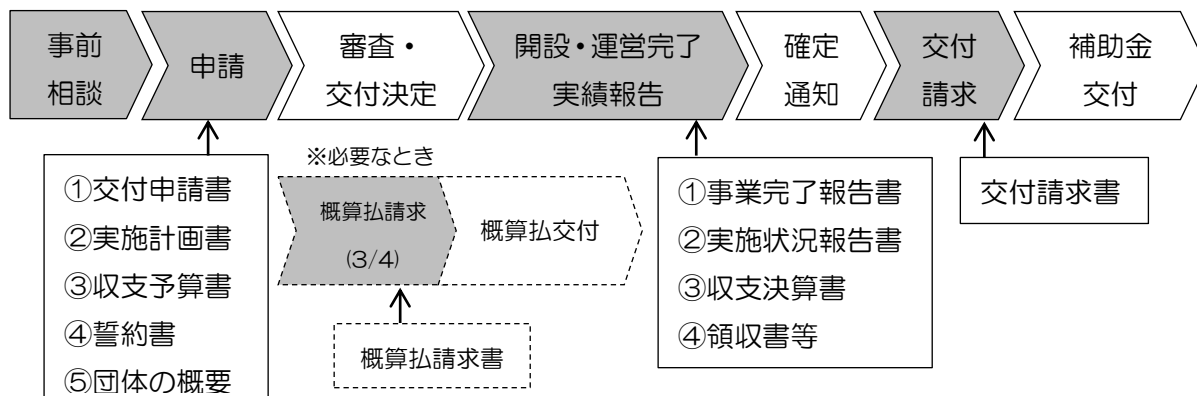 事前
相談
申請
審査・
交付決定
開設・運営完了
実績報告
確定
通知
交付
請求
補助金
交付
①交付申請書
②実施計画書
③収支予算書
④誓約書
⑤団体の概要
※必要なとき
概算払請求
(3/4)
概算払交付
概算払請求書
①事業完了報告書
②実施状況報告書
③収支決算書
④領収書等
交付請求書